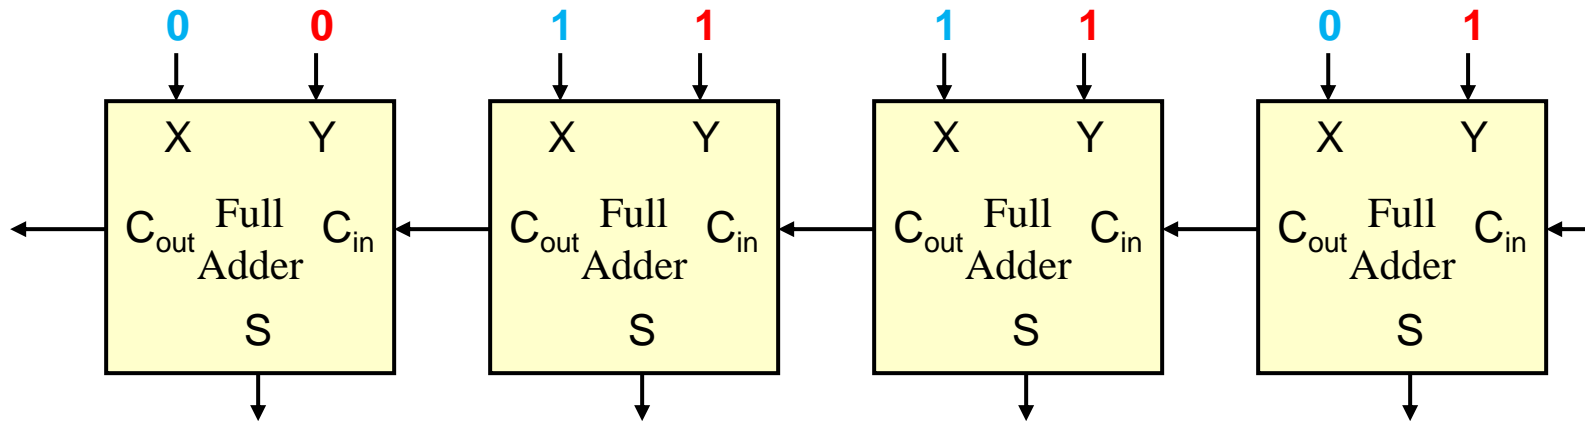 0 0 1 1 1 1 0 1
X Y X Y X Y X Y
Cout Full Adder Cin Cout Full Adder Cin Cout Full Adder Cin Cout Full Adder Cin
S S S S